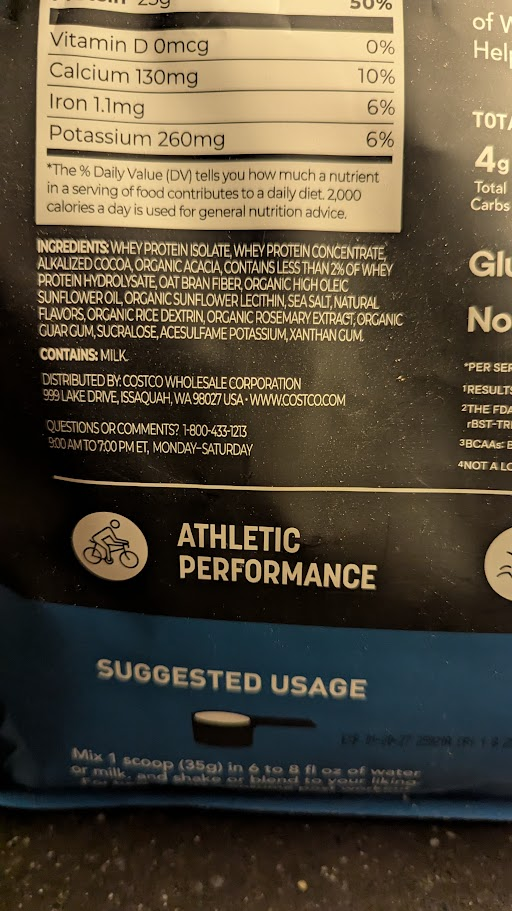 25g
50%
Vitamin D 0mcg 0%
Calcium 130mg 10%
Iron 1.1mg 6%
Potassium 260mg 6%
*The % Daily Value (DV) tells you how much a nutrient
in a serving of food contributes to a daily diet. 2,000
calories a day is used for general nutrition advice.
INGREDIENTS: WHEY PROTEIN ISOLATE, WHEY PROTEIN CONCENTRATE,
ALKALIZED COCOA, ORGANIC ACACIA, CONTAINS LESS THAN 2% OF WHEY
PROTEIN HYDROLYSATE, OAT BRAN FIBER, ORGANIC HIGH OLEIC
SUNFLOWER OIL, ORGANIC SUNFLOWER LECITHIN, SEA SALT, NATURAL
FLAVORS, ORGANIC RICE DEXTRIN, ORGANIC ROSEMARY EXTRACT, ORGANIC
GUAR GUM, SUCRALOSE, ACESULFAME POTASSIUM, XANTHAN GUM.
CONTAINS: MILK.
DISTRIBUTED BY: COSTCO WHOLESALE CORPORATION
999 LAKE DRIVE, ISSAQUAH, WA 98027 USA • WWW.COSTCO.COM
QUESTIONS OR COMMENTS? 1-800-433-1213
9:00 AM TO 7:00 PM ET, MONDAY–SATURDAY
of W
Help
TOTA
4g
Total
Carbs
Glu
No
*PER SER
1RESULTS
2THE FDA
rBST-TR
3BCAAs: E
4NOT A LO
ATHLETIC
PERFORMANCE
SUGGESTED USAGE
Mix 1 scoop (35g) in 6 to 8 fl oz of water
or milk, and shake or blend to your liking.